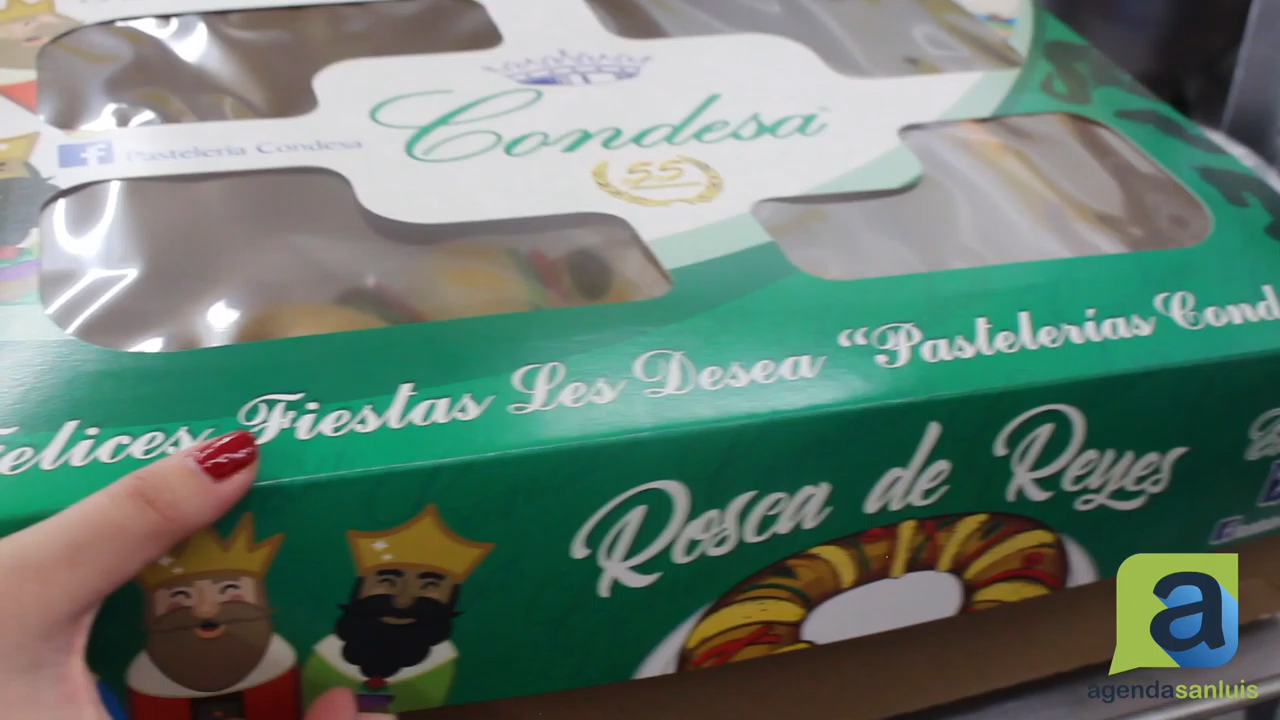 Condesa
55
Pastelería Condesa
Felices Fiestas Les Desea “Pastelerías Cond
Rosca de Reyes
agendasanluis